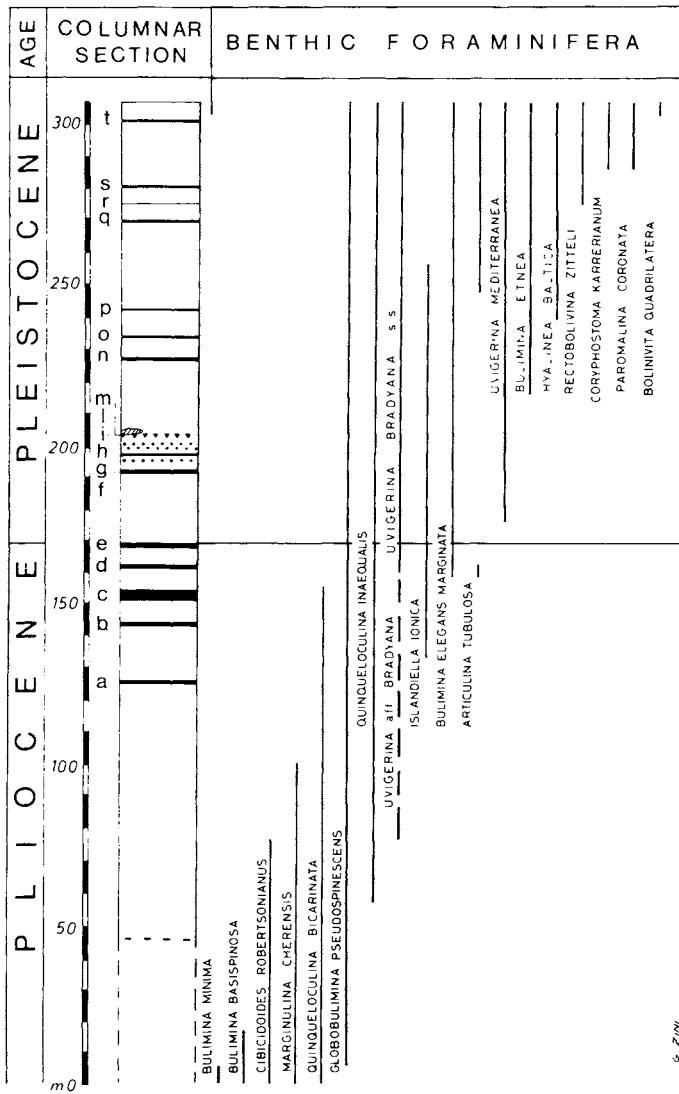 AGE
COLUMNAR
SECTION
BENTHIC FORAMINIFERA
PLEISTOCENE
PLIOCENE
300
250
200
150
100
50
m0
t
s
r
q
p
o
n
m
l
i
h
g
f
e
d
c
b
a
BULIMINA MINIMA
BULIMINA BASISPINOSA
CIBICIDOIDES ROBERTSONIANUS
MARGINULINA CHERENSIS
QUINQUELOCULINA BICARINATA
GLOBOBULIMINA PSEUDOSPINESCENS
QUINQUELOCULINA INAEQUALIS
UVIGERINA aff BRADYANA
UVIGERINA BRADYANA s s
ISLANDIELLA IONICA
BULIMINA ELEGANS MARGINATA
ARTICULINA TUBULOSA
UVIGERINA MEDITERRANEA
BULIMINA ETNEA
HYALINEA BALTICA
RECTOBOLIVINA ZITTELI
CORYPHOSTOMA KARRERIANUM
PAROMALINA CORONATA
BOLINIVITA QUADRILATERA
G. ZINI